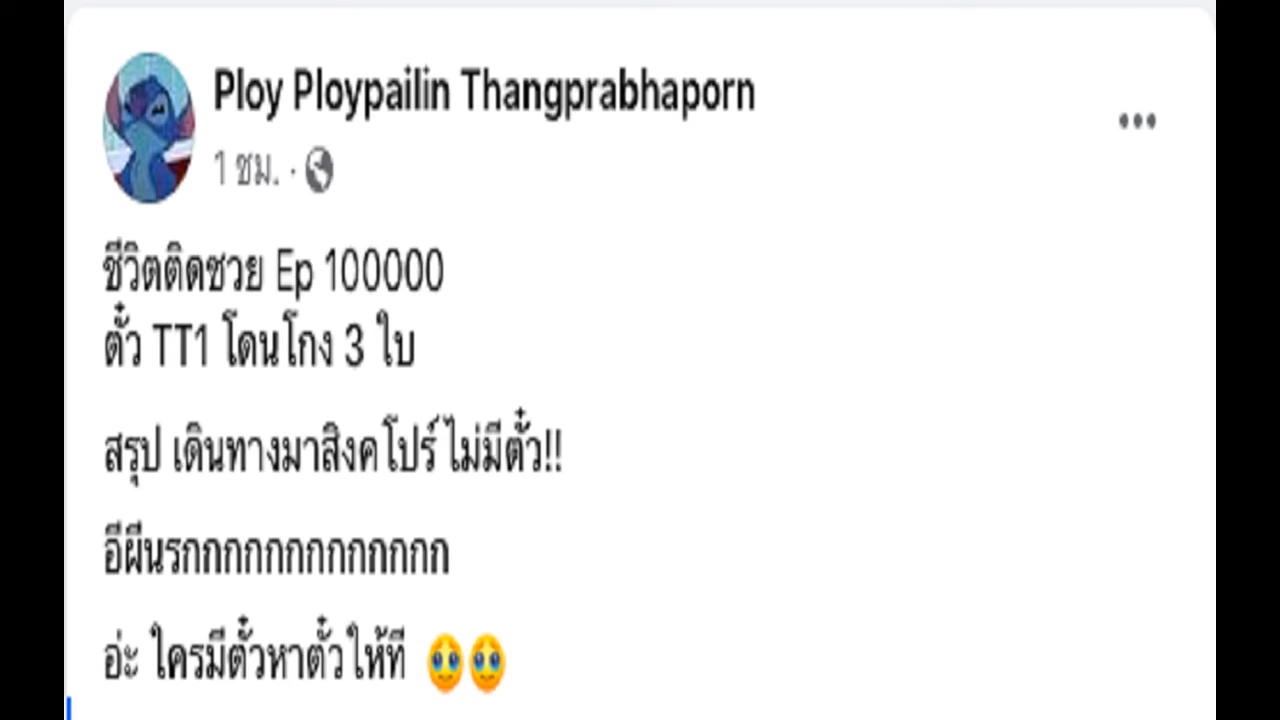 Ploy Ploypailin Thangprabhaporn
1 ชม. ·
ชีวิตติดซวย Ep 100000
ตั๋ว TT1 โดนโกง 3 ใบ
สรุป เดินทางมาสิงคโปร์ ไม่มีตั๋ว!!
อีผีนรกกกกกกกกกกกกก
อ่ะ ใครมีตั๋วหาตั๋วให้ที 🥹🥹